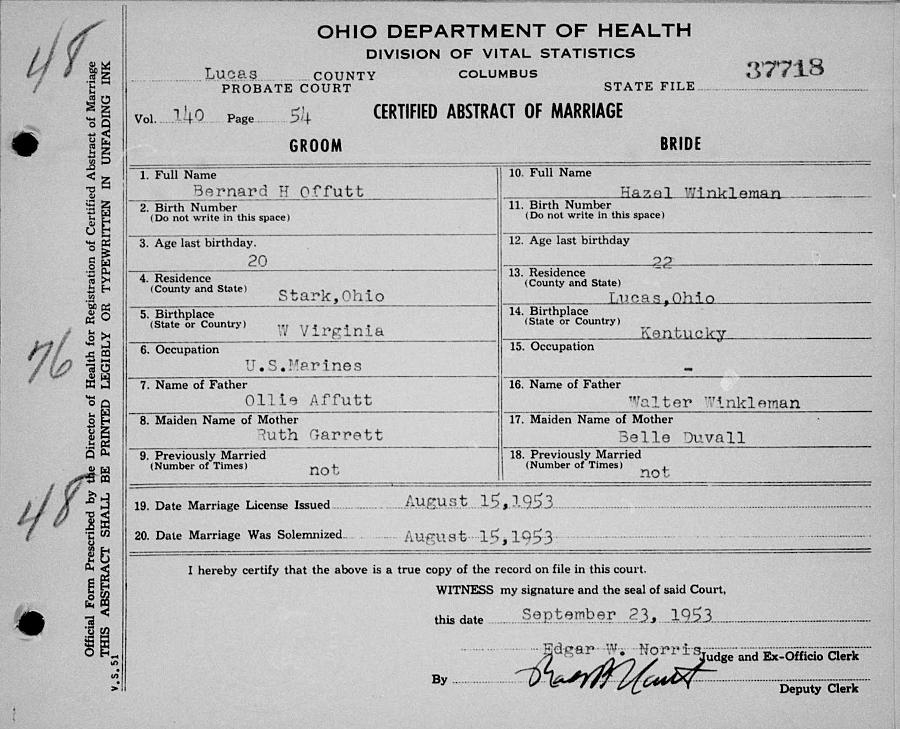 OHIO DEPARTMENT OF HEALTH
DIVISION OF VITAL STATISTICS
Lucas COUNTY COLUMBUS 37718
PROBATE COURT STATE FILE
Vol. 140 Page 54 CERTIFIED ABSTRACT OF MARRIAGE
GROOM BRIDE
1. Full Name 10. Full Name
Bernard H Offutt Hazel Winkleman
2. Birth Number 11. Birth Number
(Do not write in this space) (Do not write in this space)
3. Age last birthday. 12. Age last birthday
20 22
4. Residence 13. Residence
(County and State) (County and State)
Stark,Ohio Lucas,Ohio
5. Birthplace 14. Birthplace
(State or Country) (State or Country)
W Virginia Kentucky
6. Occupation 15. Occupation
U.S.Marines -
7. Name of Father 16. Name of Father
Ollie Affutt Walter Winkleman
8. Maiden Name of Mother 17. Maiden Name of Mother
Ruth Garrett Belle Duvall
9. Previously Married 18. Previously Married
(Number of Times) (Number of Times)
not not
19. Date Marriage License Issued August 15,1953
20. Date Marriage Was Solemnized August 15,1953
I hereby certify that the above is a true copy of the record on file in this court.
WITNESS my signature and the seal of said Court,
this date September 23, 1953
Edgar W. Norris
Judge and Ex-Officio Clerk
By
Deputy Clerk
48
76
48
Official Form Prescribed by the Director of Health for Registration of Certified Abstract of Marriage
THIS ABSTRACT SHALL BE PRINTED LEGIBLY OR TYPEWRITTEN IN UNFADING INK
V.S.51